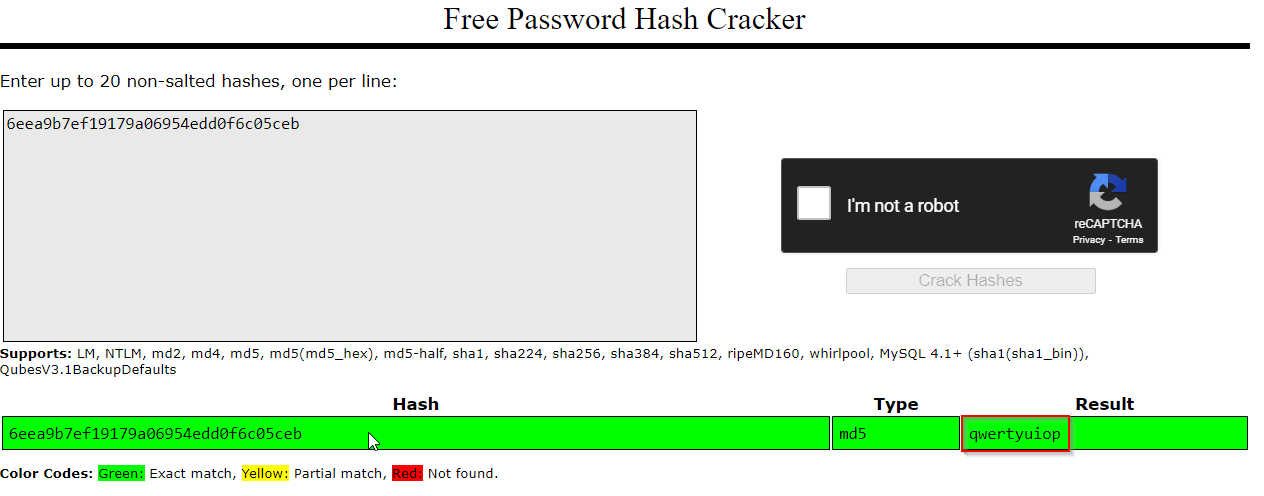 Free Password Hash Cracker
Enter up to 20 non-salted hashes, one per line:
6eea9b7ef19179a06954edd0f6c05ceb
I'm not a robot
reCAPTCHA
Privacy - Terms
Crack Hashes
Supports: LM, NTLM, md2, md4, md5, md5(md5_hex), md5-half, sha1, sha224, sha256, sha384, sha512, ripeMD160, whirlpool, MySQL 4.1+ (sha1(sha1_bin)),
QubesV3.1BackupDefaults
Hash Type Result
6eea9b7ef19179a06954edd0f6c05ceb md5 qwertyuiop
Color Codes: Green: Exact match, Yellow: Partial match, Red: Not found.